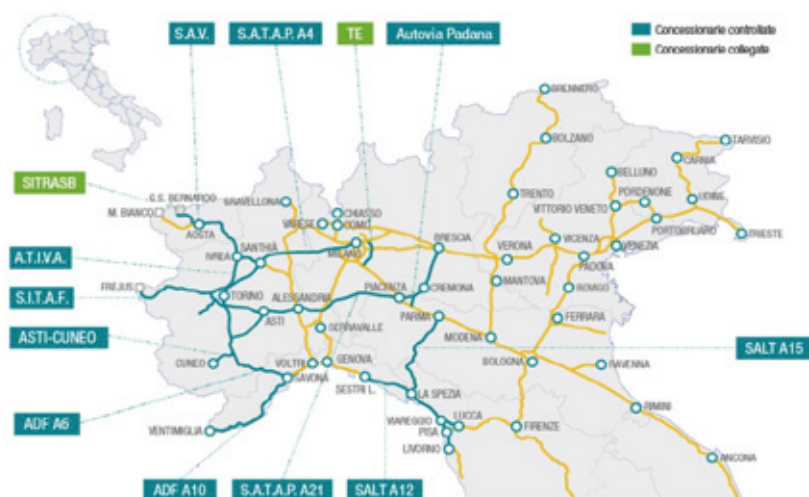 S.A.V.
S.A.T.A.P. A4
TE
Autovia Padana
Concessionarie controllate
Concessionarie collegate
BRENNERO
BOLZANO
TARVISIO
CARNIA
BELLUNO
SITRASB
G.S. BERNARDO
GRAVELLONA
TRENTO
PORDENONE
UDINE
M. BIANCO
CHIASSO
VITTORIO VENETO
AOSTA
VARESE
COMO
PORTOGRUARO
TRIESTE
SANTHIÀ
BRESCIA
VICENZA
VENEZIA
A.T.I.V.A.
IVREA
MILANO
VERONA
PADOVA
S.I.T.A.F.
FREJUS
TORINO
ALESSANDRIA
PIACENZA
CREMONA
MANTOVA
ROVIGO
ASTI
PARMA
FERRARA
ASTI-CUNEO
SERRAVALLE
MODENA
CUNEO
VOLTRI
GENOVA
BOLOGNA
RAVENNA
SALT A15
SAVONA
SESTRI L.
LA SPEZIA
RIMINI
ADF A6
VENTIMIGLIA
VIAREGGIO
LUCCA
PISA
FIRENZE
LIVORNO
ANCONA
ADF A10
S.A.T.A.P. A21
SALT A12